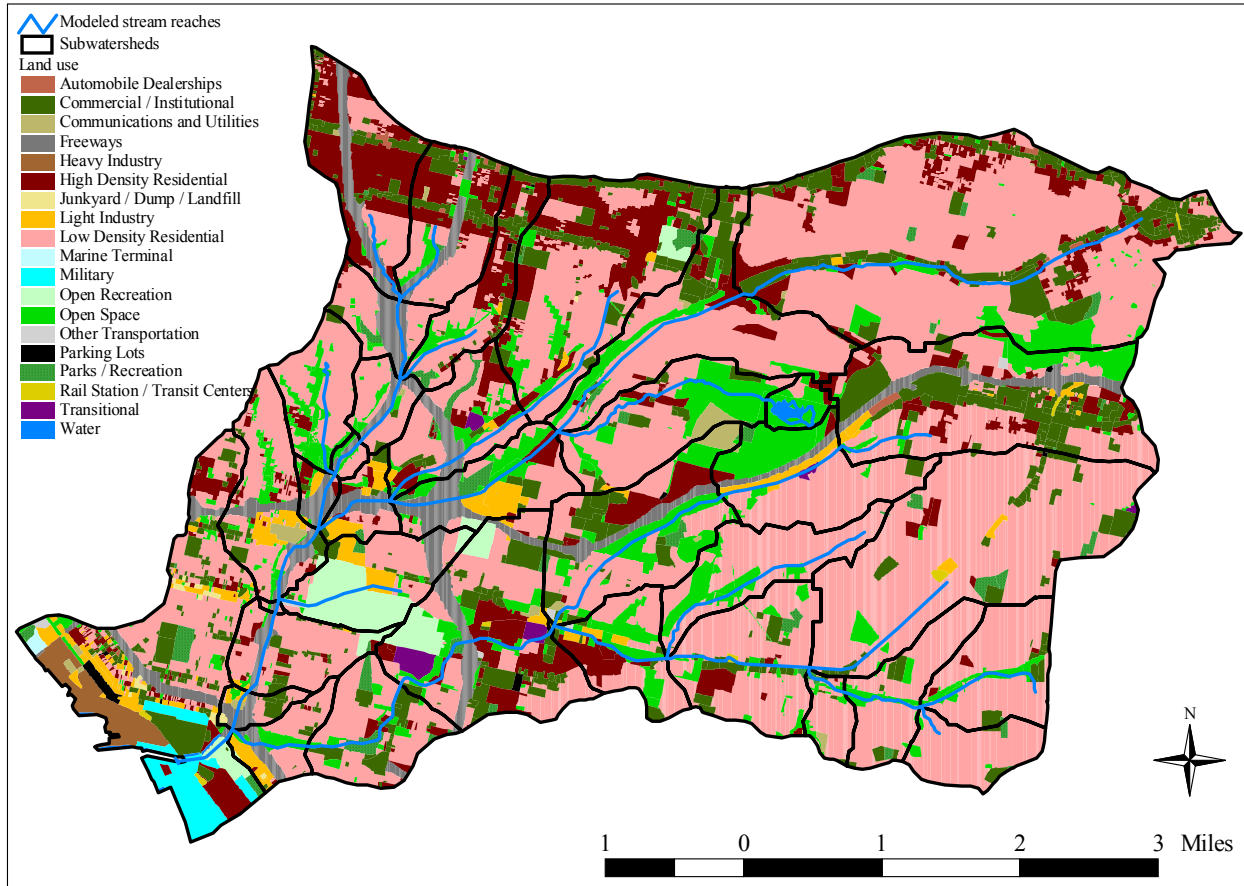 Modeled stream reaches
Subwatersheds
Land use
Automobile Dealerships
Commercial / Institutional
Communications and Utilities
Freeways
Heavy Industry
High Density Residential
Junkyard / Dump / Landfill
Light Industry
Low Density Residential
Marine Terminal
Military
Open Recreation
Open Space
Other Transportation
Parking Lots
Parks / Recreation
Rail Station / Transit Centers
Transitional
Water
N
1 0 1 2 3 Miles